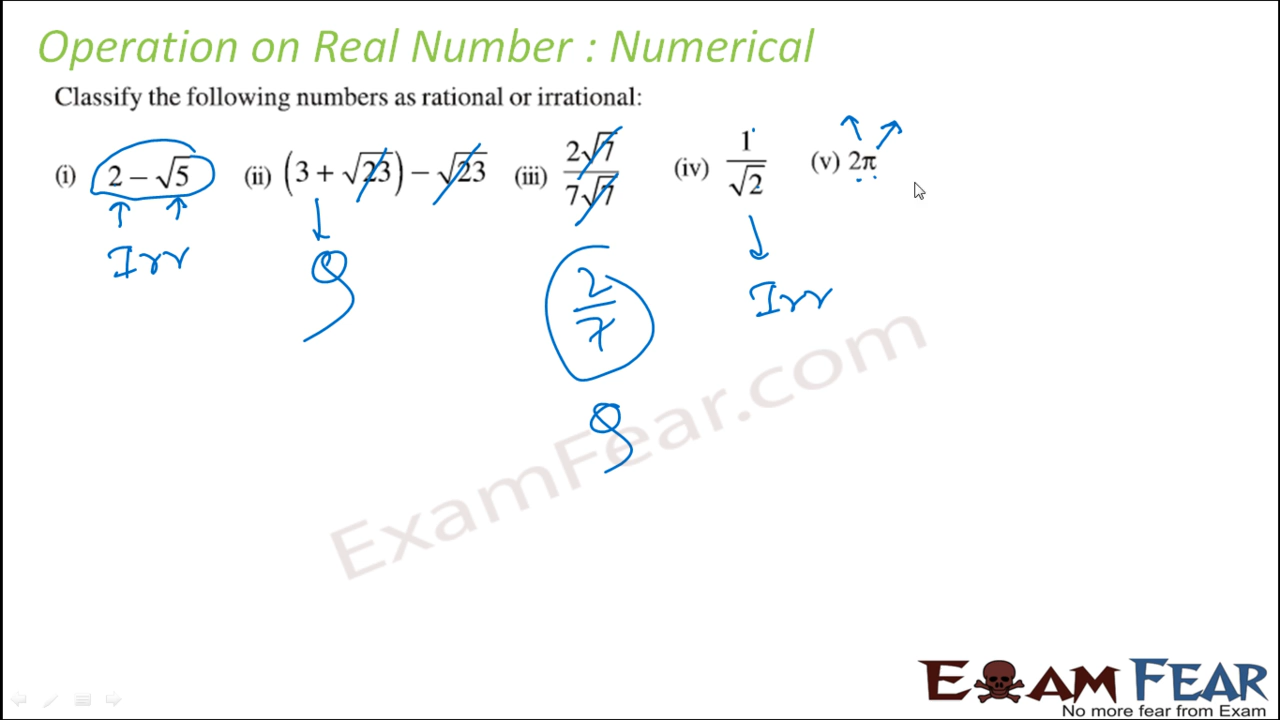 Operation on Real Number : Numerical
Classify the following numbers as rational or irrational:
(i) 2 − √5 (ii) (3 + √23) − √23 (iii) 2√7/7√7 (iv) 1/√2 (v) 2π
Irr Q 2/7 Irr
Q
ExamFear.com
EXAM FEAR
No more fear from Exam